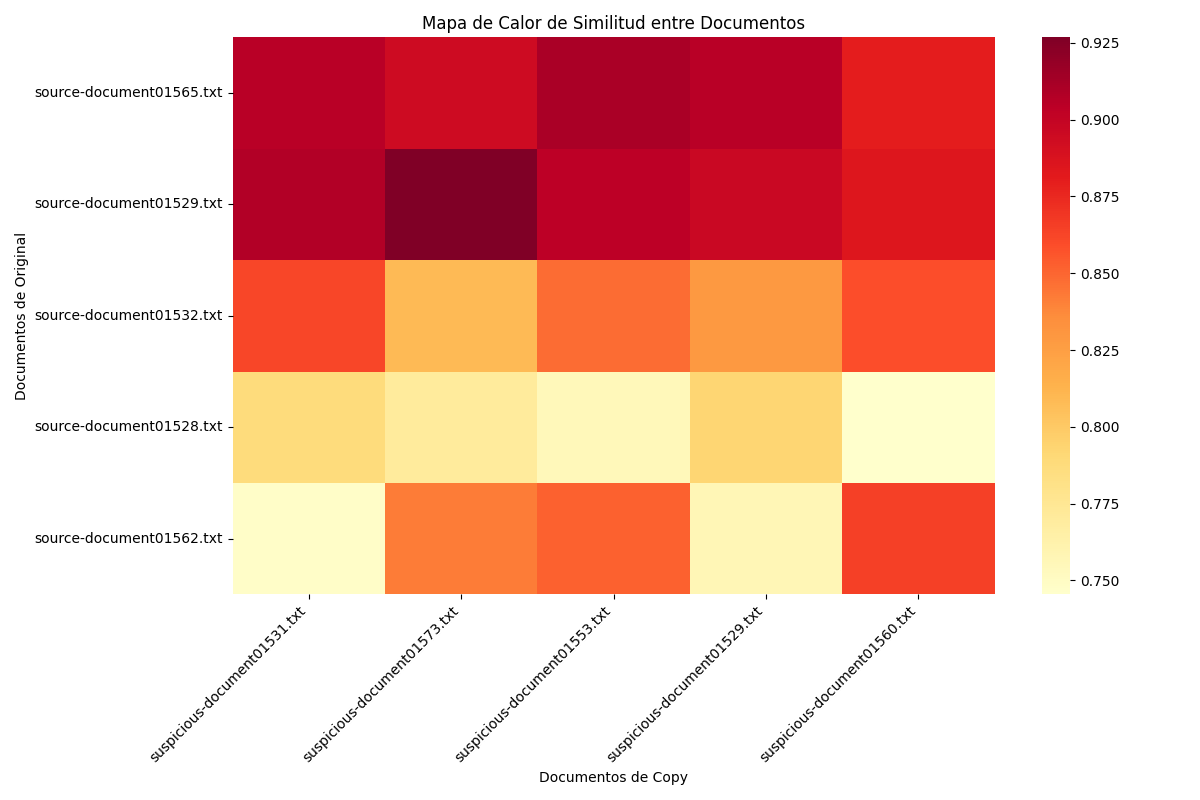 Mapa de Calor de Similitud entre Documentos
Documentos de Original
source-document01565.txt
source-document01529.txt
source-document01532.txt
source-document01528.txt
source-document01562.txt
0.925
0.900
0.875
0.850
0.825
0.800
0.775
0.750
suspicious-document01531.txt
suspicious-document01573.txt
suspicious-document01553.txt
suspicious-document01529.txt
suspicious-document01560.txt
Documentos de Copy